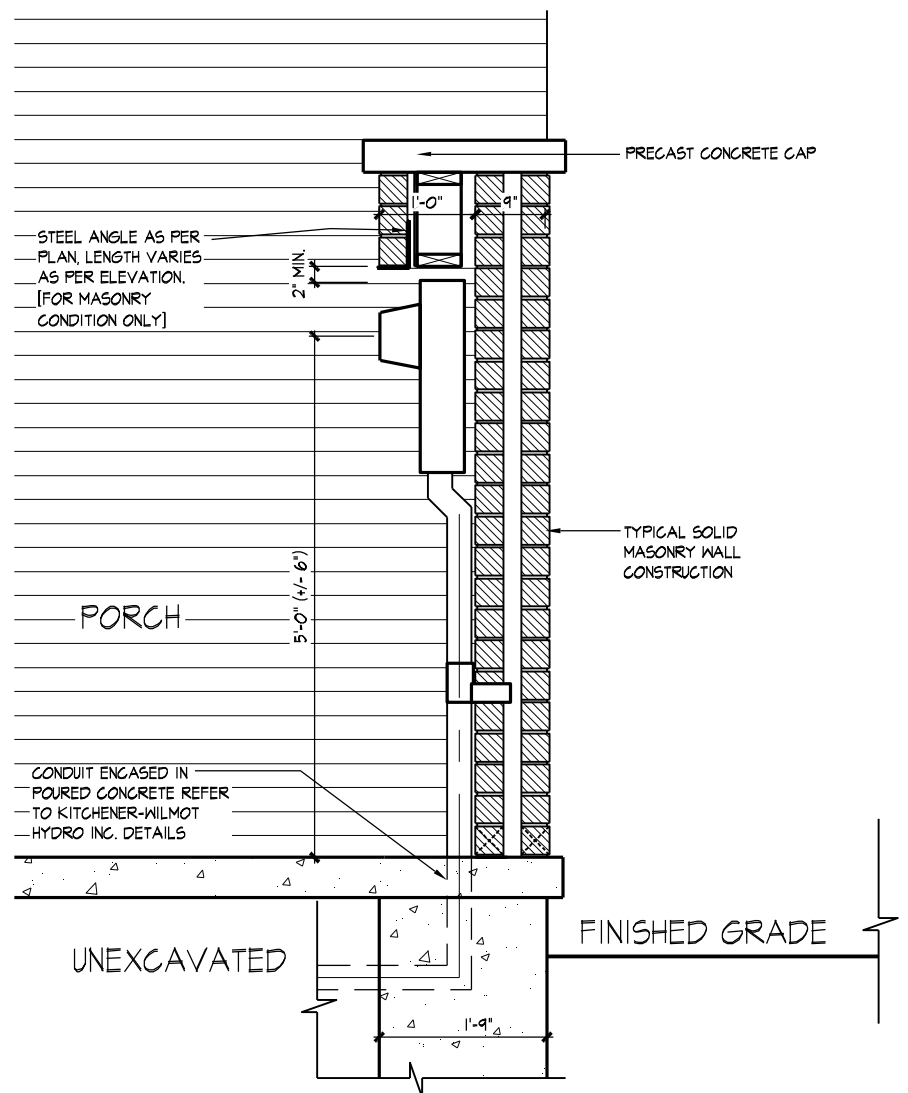 PRECAST CONCRETE CAP
1'-0"
9"
STEEL ANGLE AS PER
PLAN, LENGTH VARIES
AS PER ELEVATION.
[FOR MASONRY
CONDITION ONLY]
2" MIN.
TYPICAL SOLID
MASONRY WALL
CONSTRUCTION
5'-0" (+/- 6")
PORCH
CONDUIT ENCASED IN
POURED CONCRETE REFER
TO KITCHENER-WILMOT
HYDRO INC. DETAILS
FINISHED GRADE
UNEXCAVATED
1'-9"